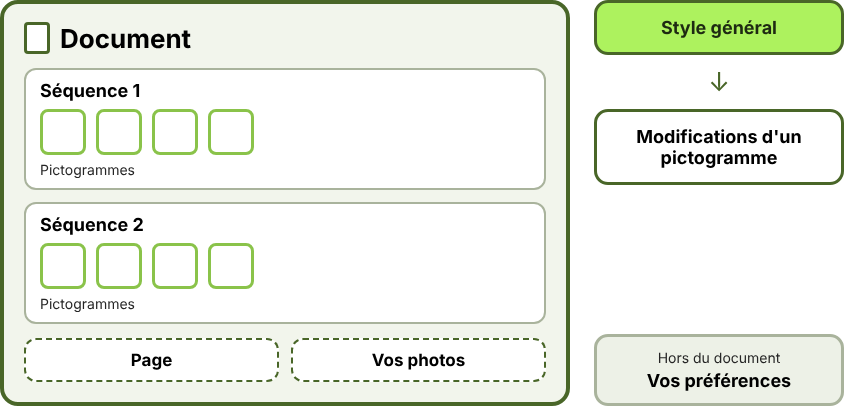 Document
Séquence 1
Pictogrammes
Séquence 2
Pictogrammes
Page
Vos photos
Style général
↓
Modifications d'un
pictogramme
Hors du document
Vos préférences